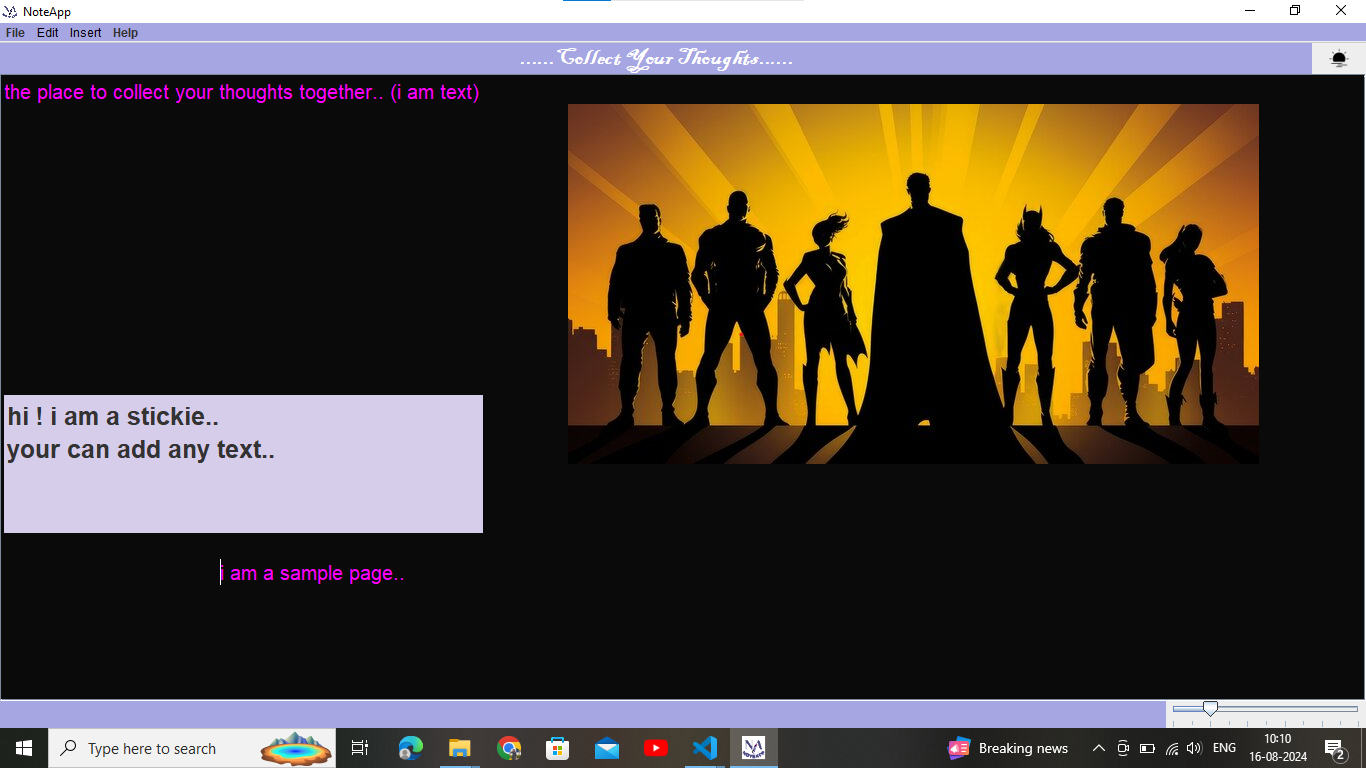 NoteApp
File Edit Insert Help
......Collect Your Thoughts......
the place to collect your thoughts together.. (i am text)
hi ! i am a stickie..
your can add any text..
i am a sample page..
Type here to search
Breaking news
ENG
10:10
16-08-2024
2